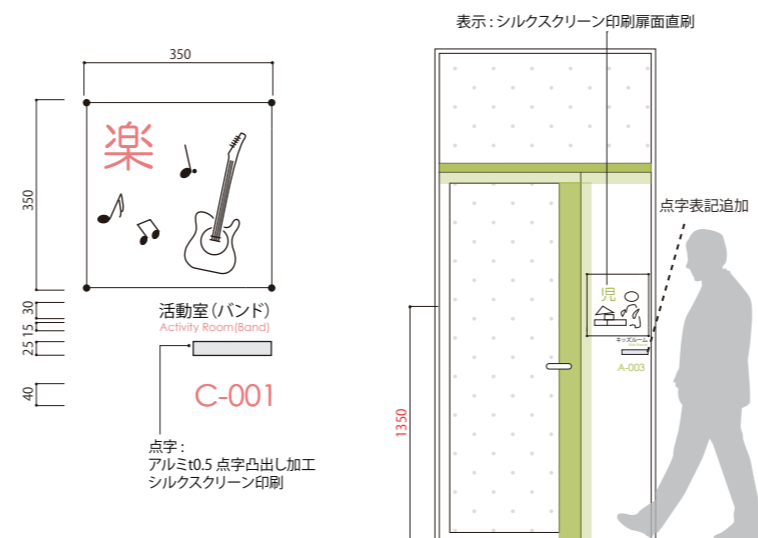 表示：シルクスクリーン印刷扉面直刷
350
350
楽
30
15
25
40
活動室（バンド）
Activity Room(Band)
C-001
点字：
アルミt0.5 点字凸出し加工
シルクスクリーン印刷
点字表記追加
児
キッズルーム
A-003
1350